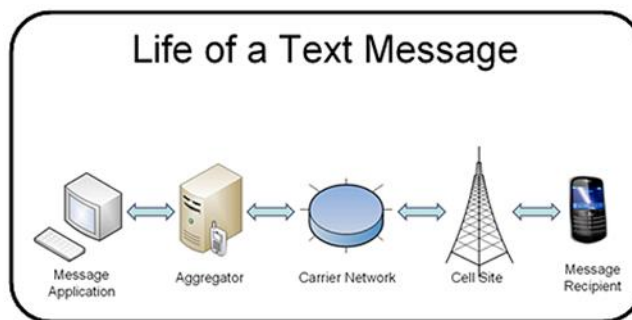 Life of a Text Message
Message
Application
Aggregator
Carrier Network
Cell Site
Message
Recipient